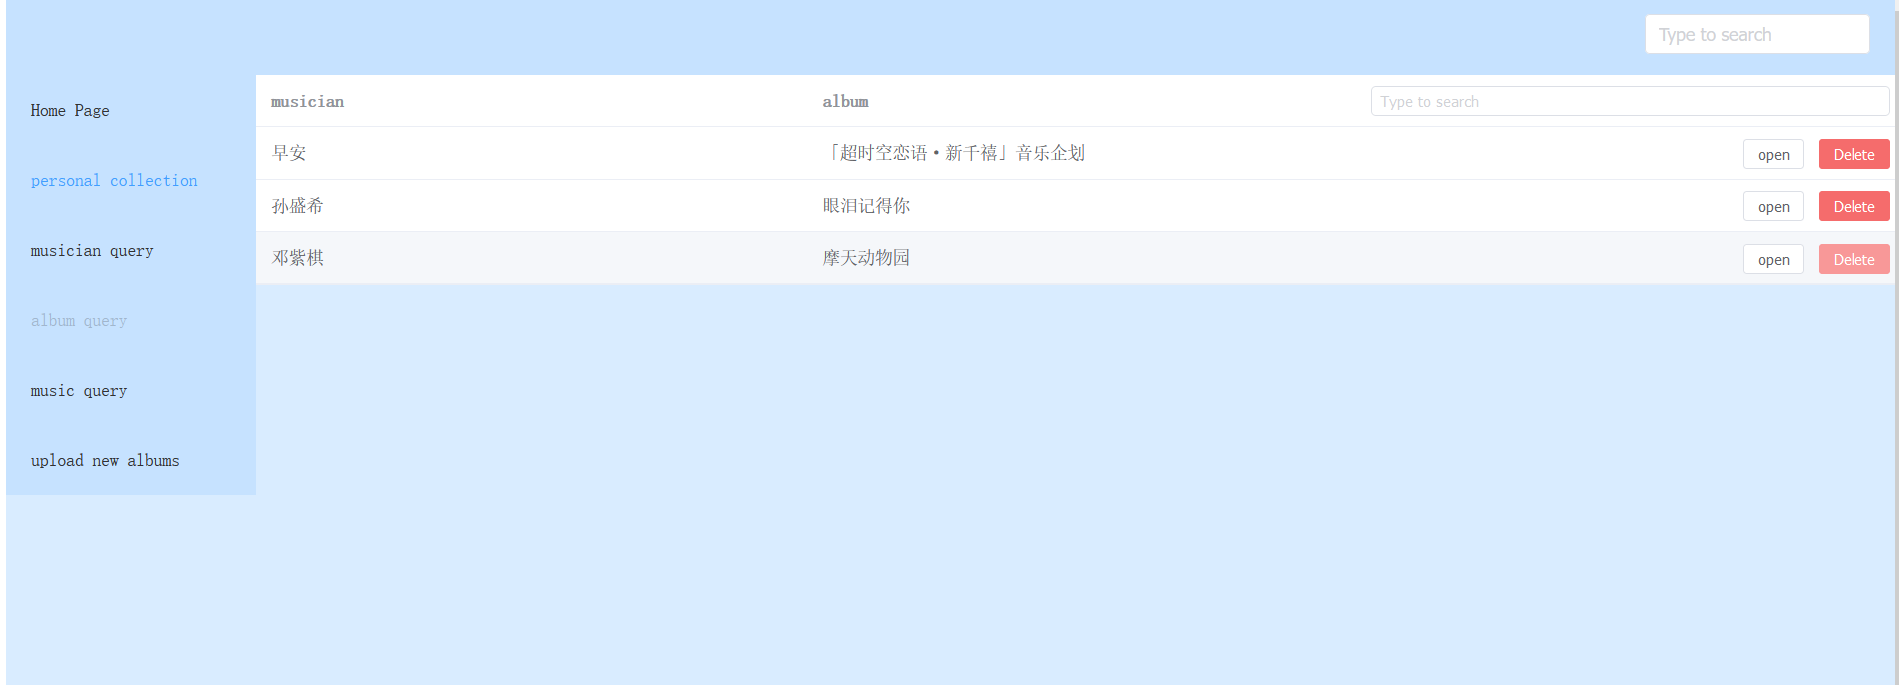 Type to search
Home Page
personal collection
musician query
album query
music query
upload new albums
musician album Type to search
早安 「超时空恋语·新千禧」音乐企划 open Delete
孙盛希 眼泪记得你 open Delete
邓紫棋 摩天动物园 open Delete